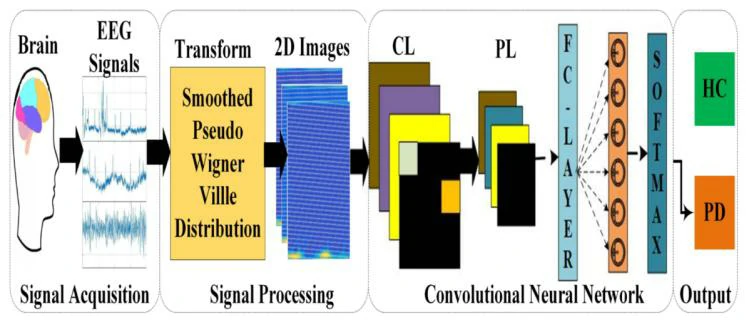 Brain
EEG
Signals
Signal Acquisition
Transform
Smoothed
Pseudo
Wigner
Villle
Distribution
2D Images
Signal Processing
CL
PL
FC-LAYER
SOFTMAX
Convolutional Neural Network
HC
PD
Output